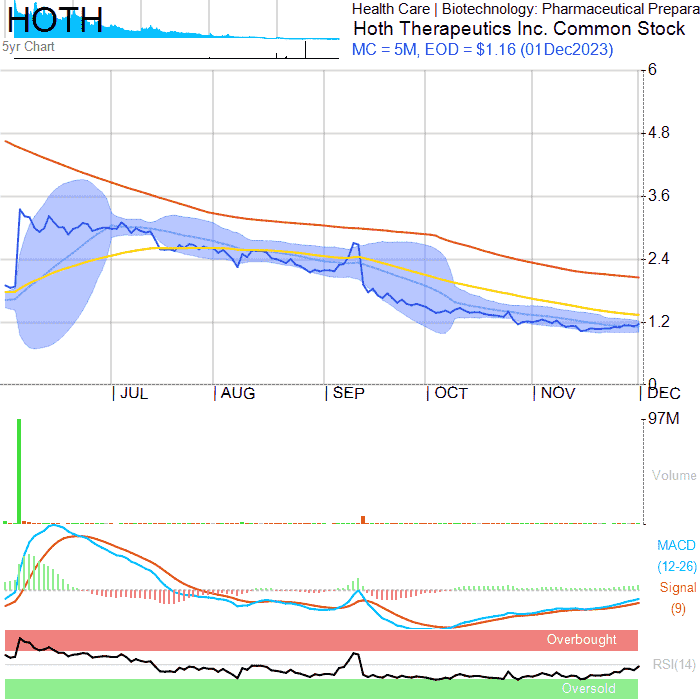 HOTH
5yr Chart
Health Care | Biotechnology: Pharmaceutical Prepara
Hoth Therapeutics Inc. Common Stock
MC = 5M, EOD = $1.16 (01Dec2023)
6
4.8
3.6
2.4
1.2
0
JUL AUG SEP OCT NOV DEC
97M
Volume
MACD
(12-26)
Signal
(9)
Overbought
RSI(14)
Oversold